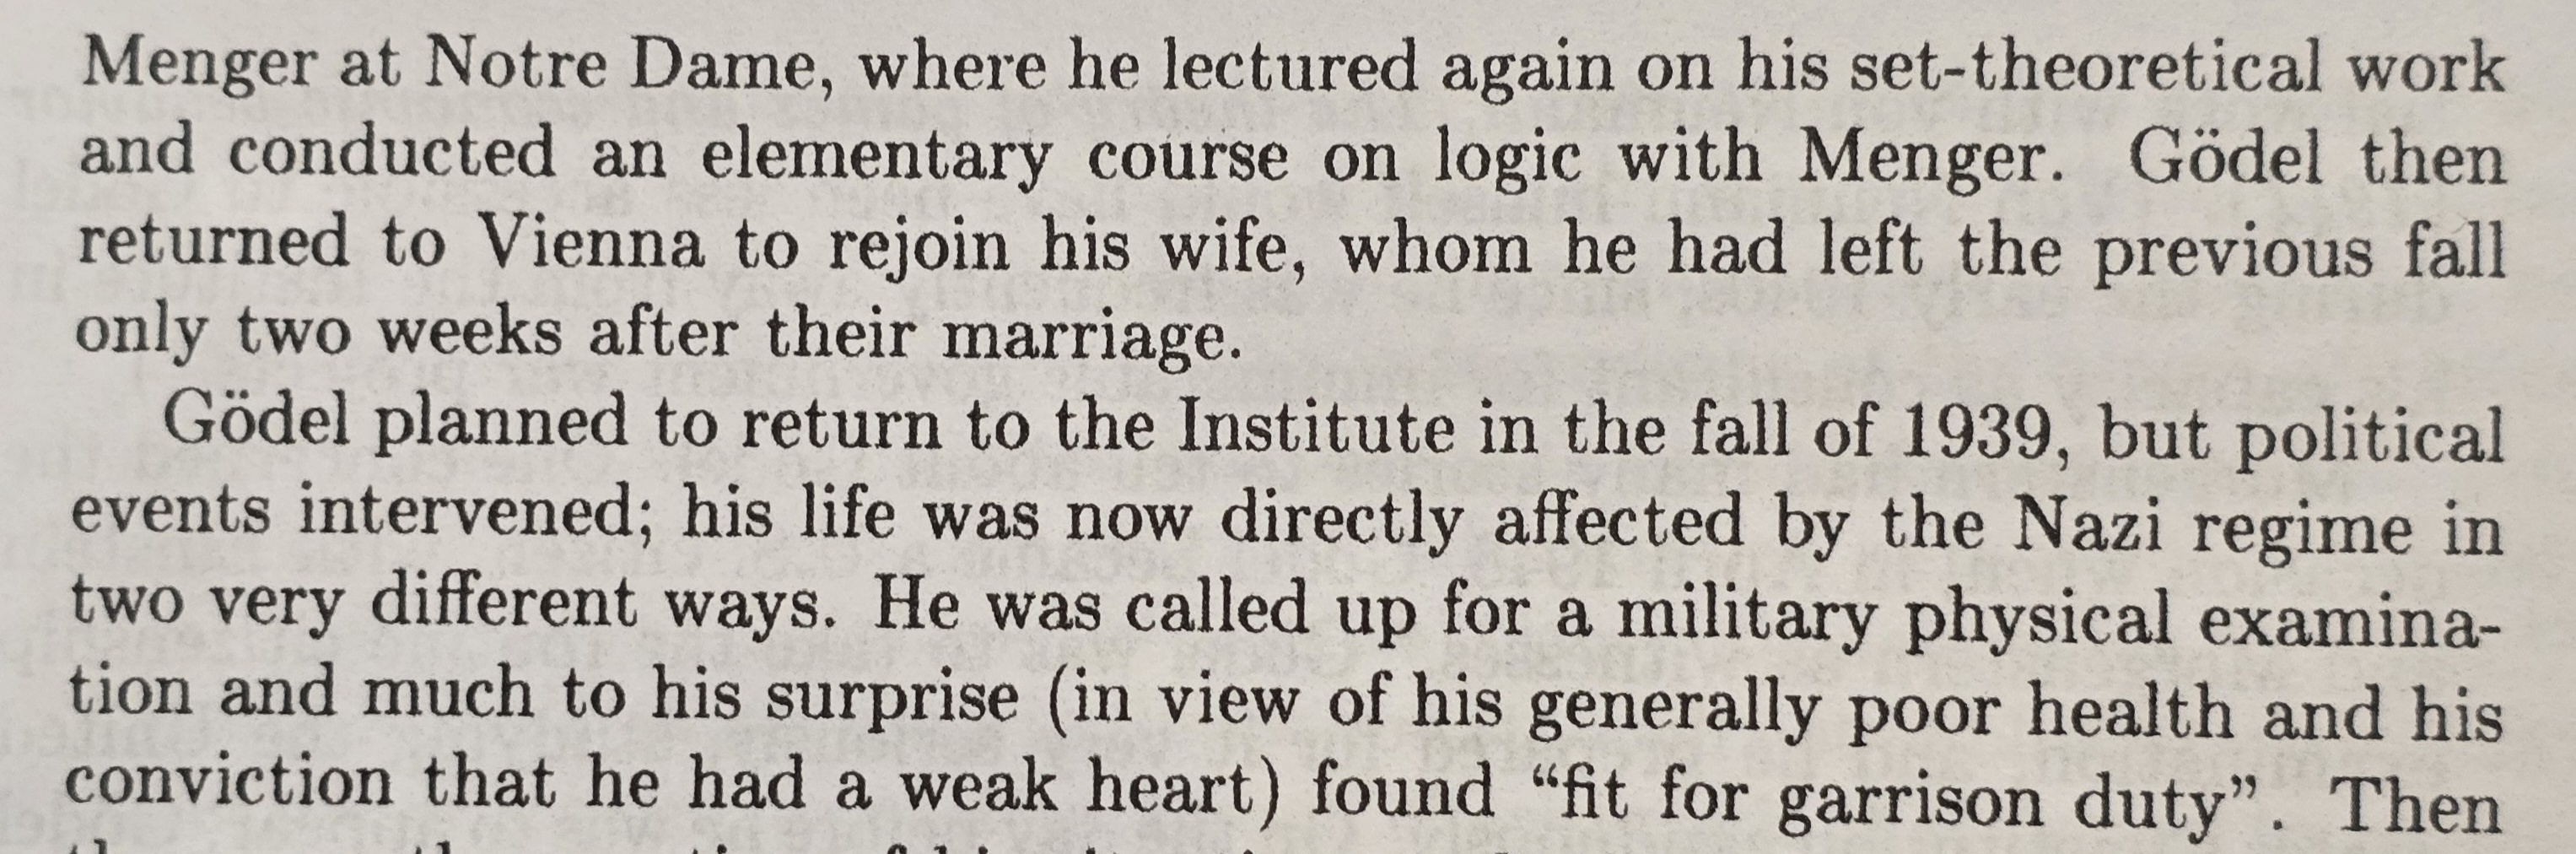 Menger at Notre Dame, where he lectured again on his set-theoretical work
and conducted an elementary course on logic with Menger. Gödel then
returned to Vienna to rejoin his wife, whom he had left the previous fall
only two weeks after their marriage.
Gödel planned to return to the Institute in the fall of 1939, but political
events intervened; his life was now directly affected by the Nazi regime in
two very different ways. He was called up for a military physical examina-
tion and much to his surprise (in view of his generally poor health and his
conviction that he had a weak heart) found “fit for garrison duty”. Then